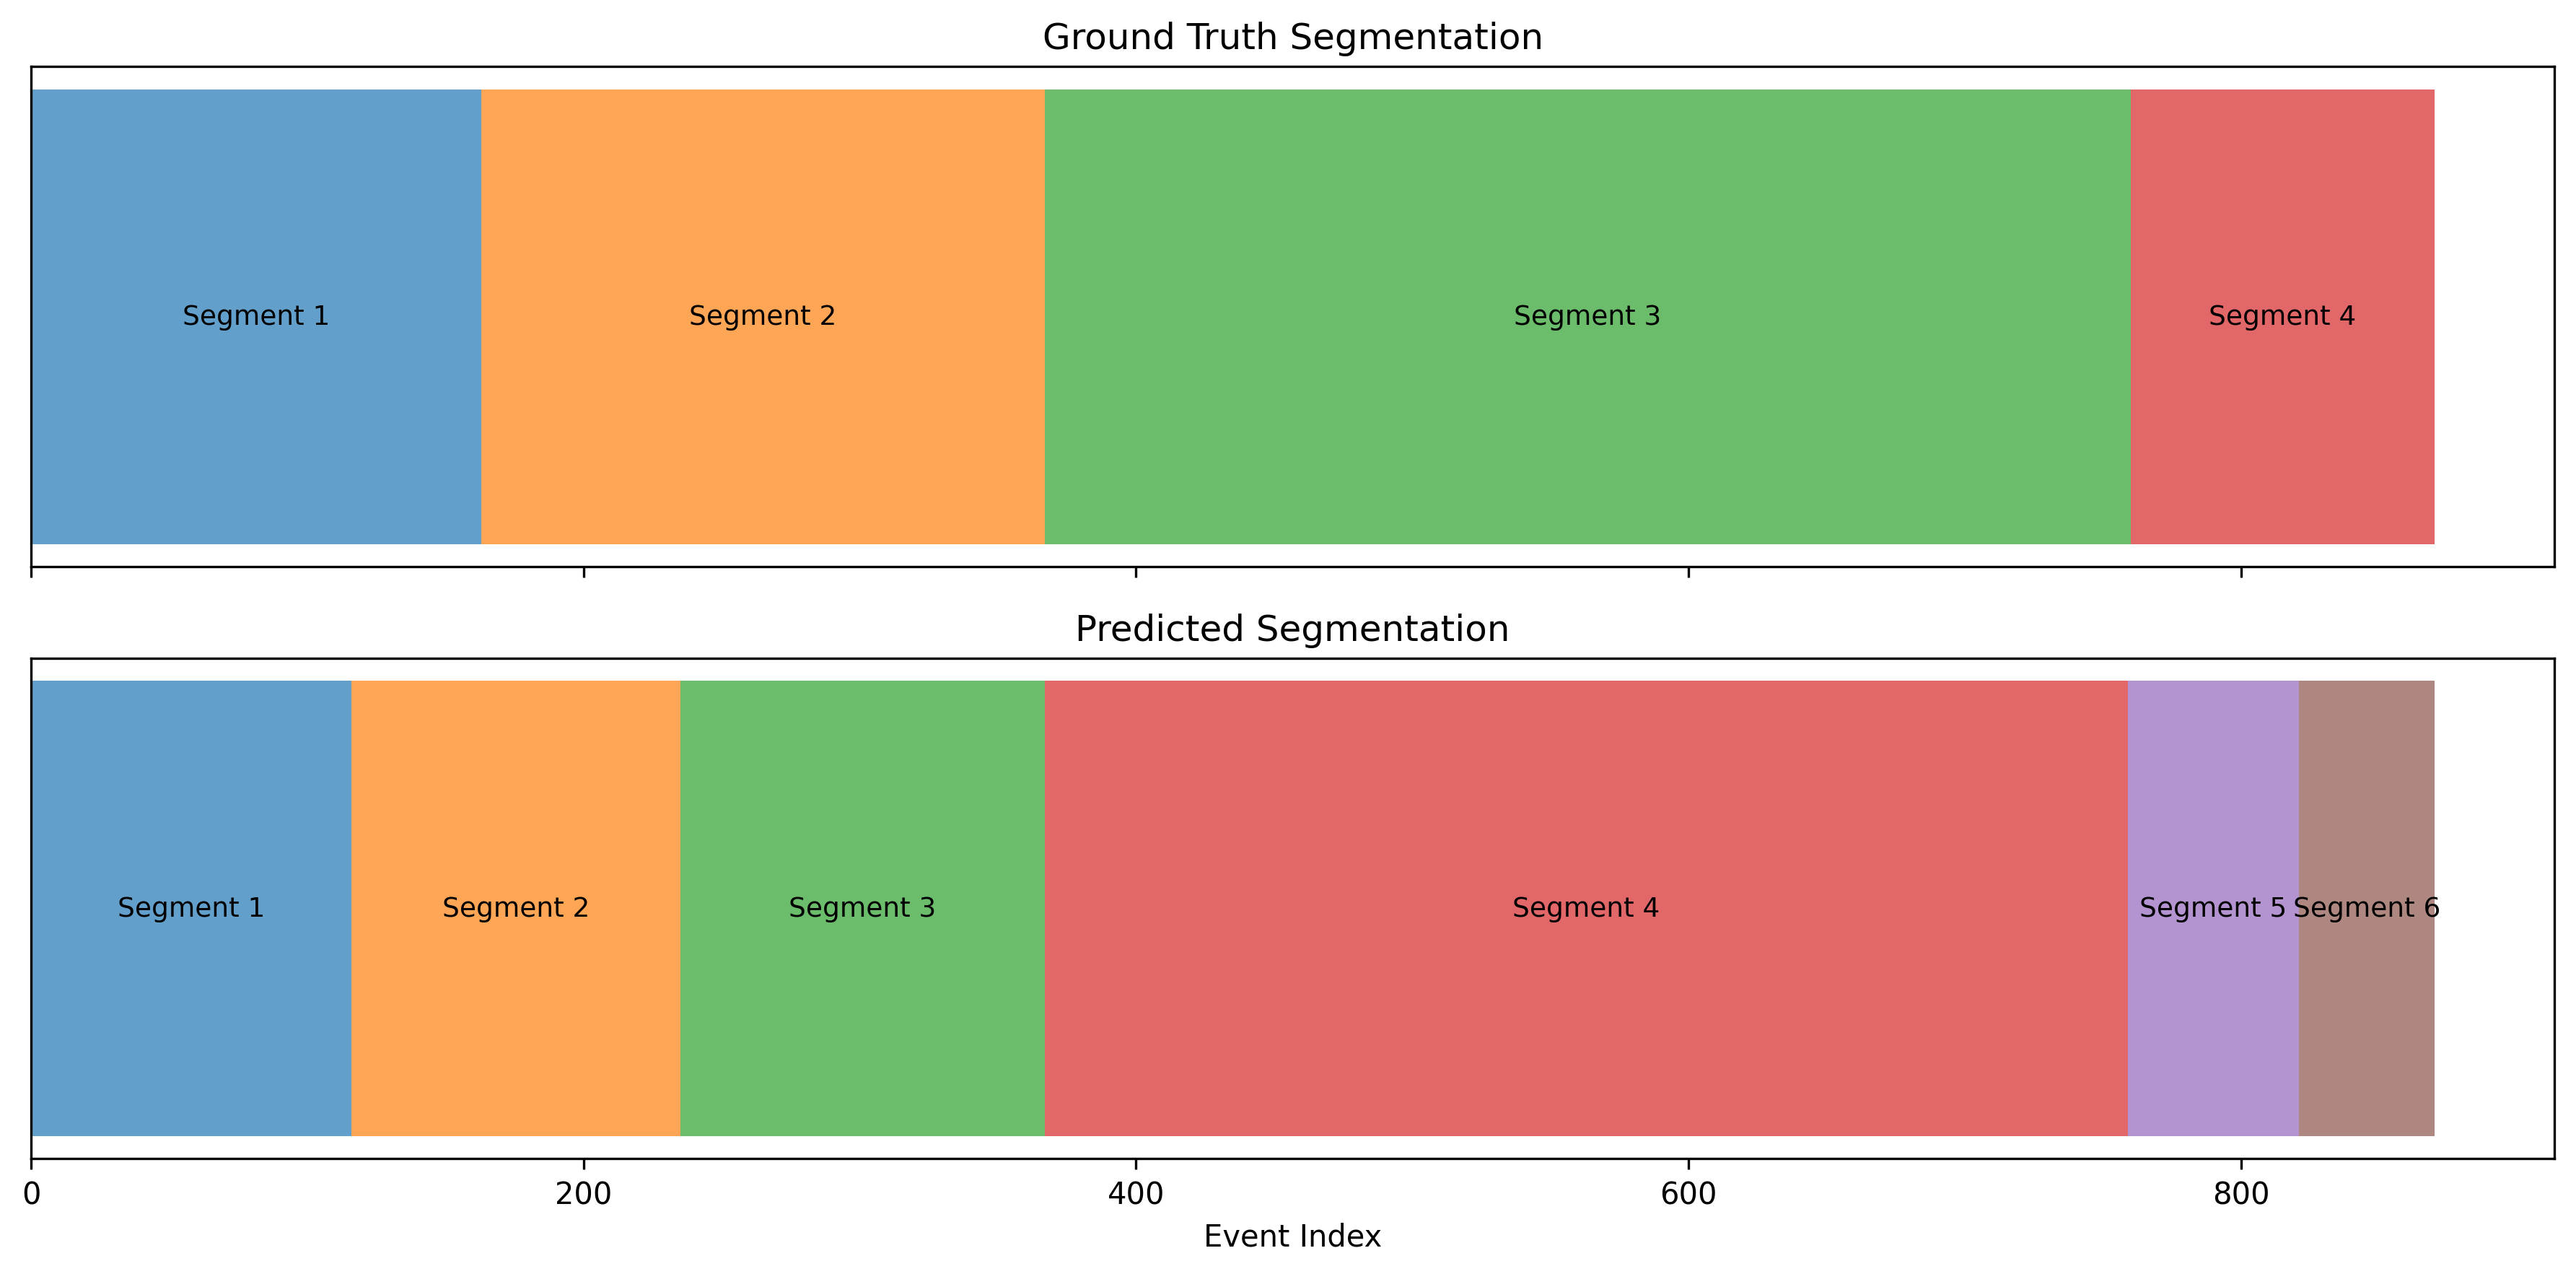 Ground Truth Segmentation
Segment 1 Segment 2 Segment 3 Segment 4
Predicted Segmentation
Segment 1 Segment 2 Segment 3 Segment 4 Segment 5 Segment 6
0 200 400 600 800
Event Index